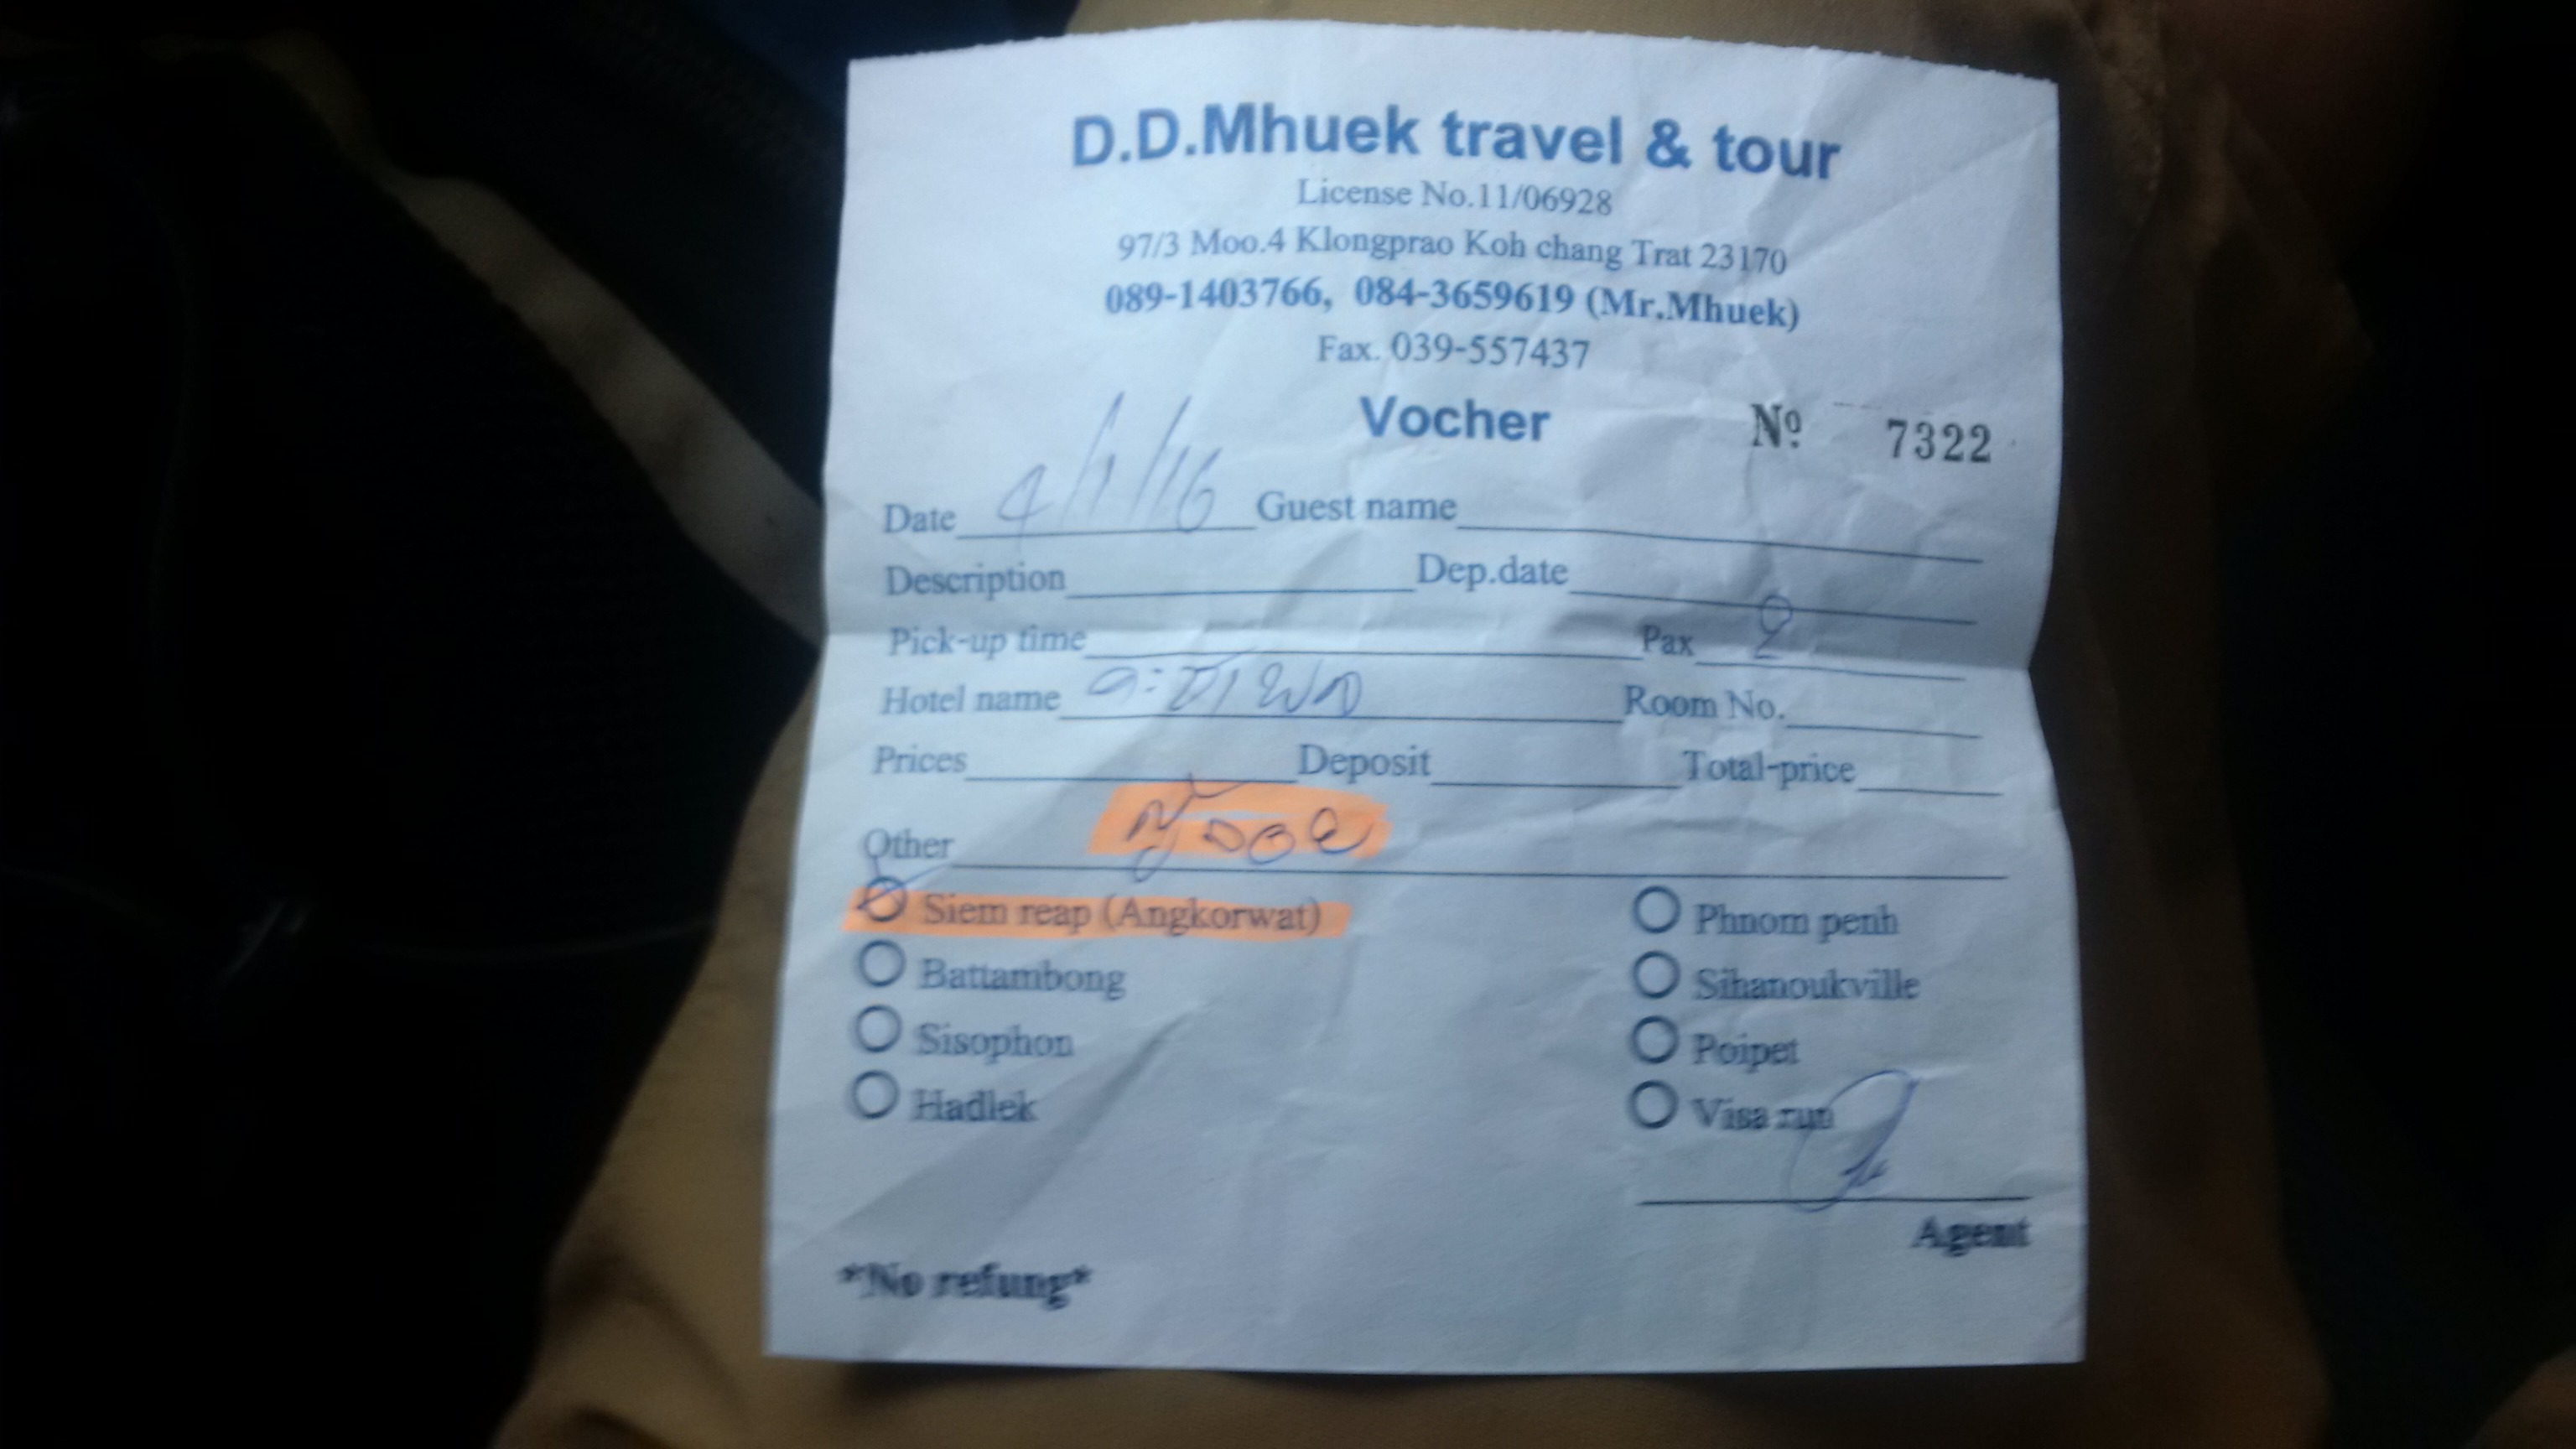 D.D.Mhuek travel & tour
License No.11/06928
97/3 Moo.4 Klongprao Koh chang Trat 23170
089-1403766, 084-3659619 (Mr.Mhuek)
Fax. 039-557437
Vocher Nº 7322
Date 4/1/16 Guest name
Description Dep.date
Pick-up time Pax 2
Hotel name Room No.
Prices Deposit Total-price
Other
Siem reap (Angkorwat) Phnom penh
Battambong Sihanoukville
Sisophon Poipet
Hadlek Visa run
Agent
*No refung*